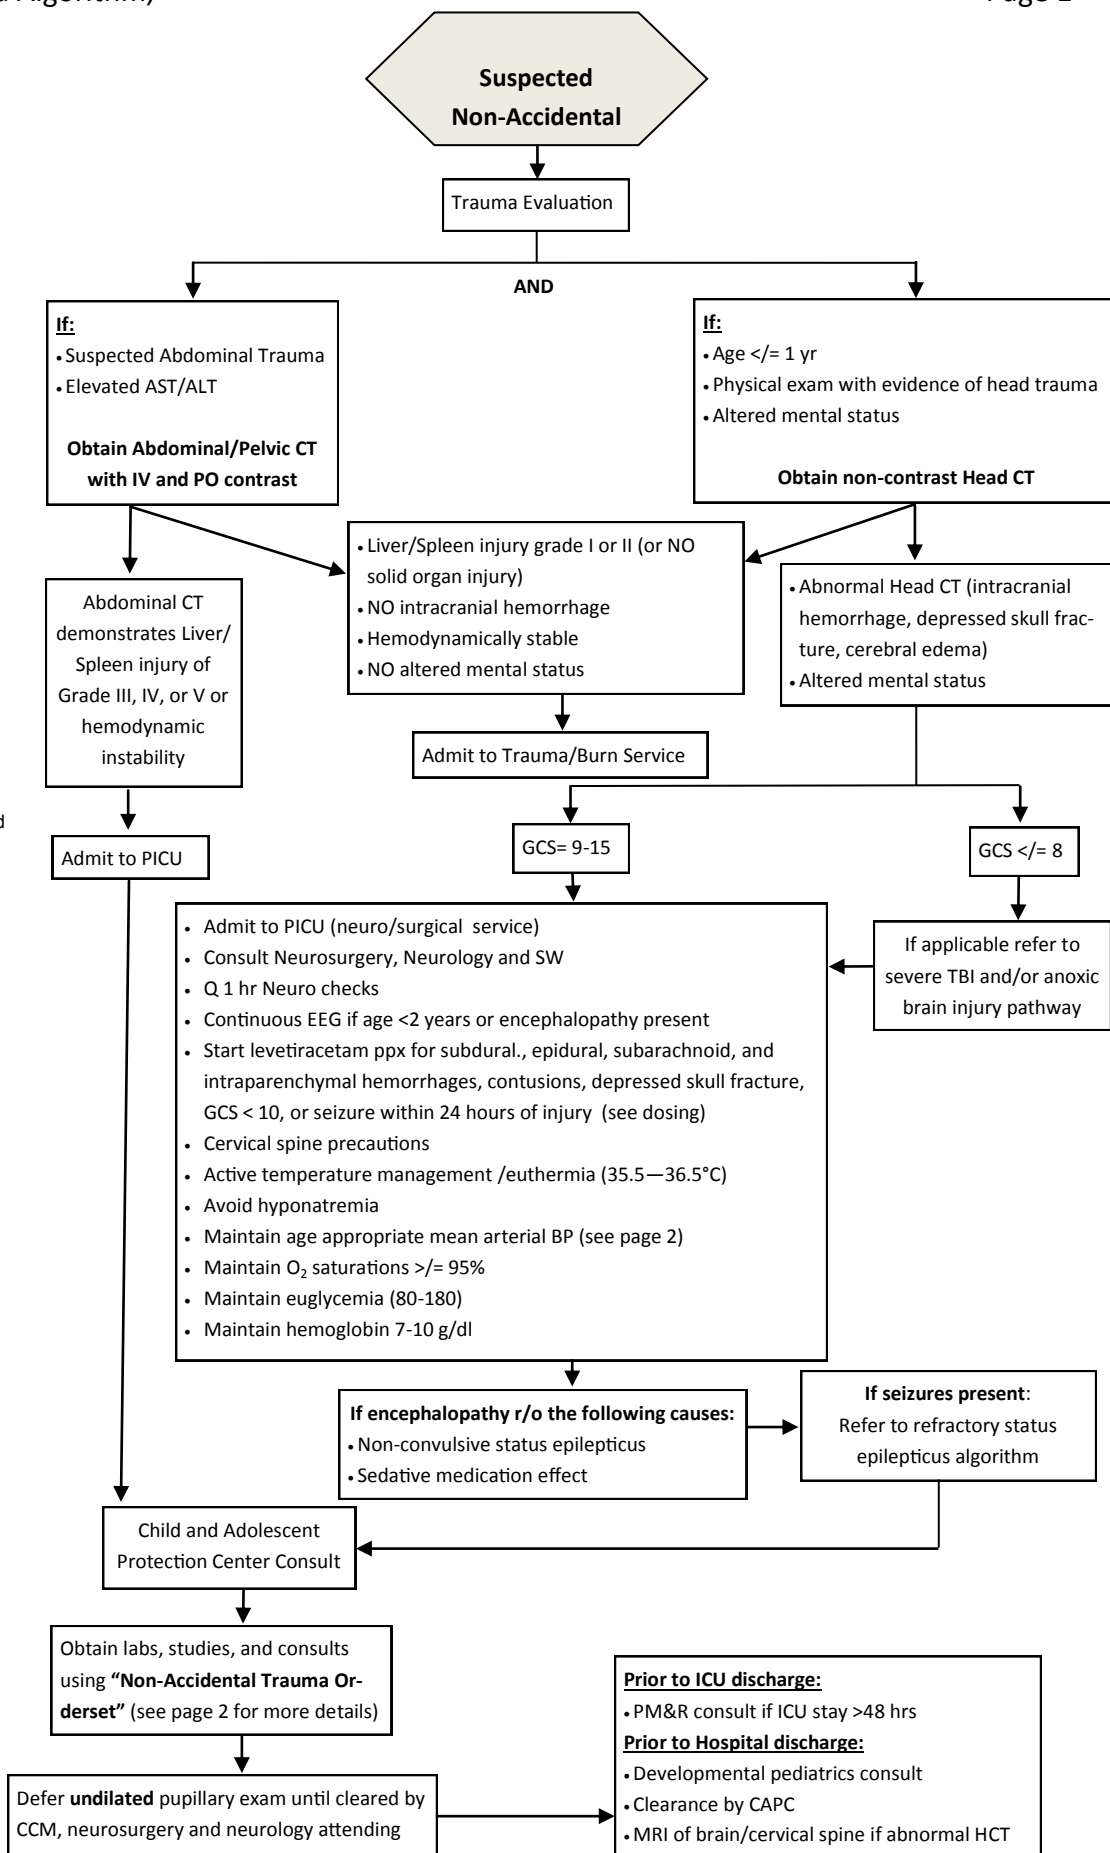 Algorithm)
Suspected
Non-Accidental
Trauma Evaluation
AND
If:
• Suspected Abdominal Trauma
• Elevated AST/ALT
Obtain Abdominal/Pelvic CT
with IV and PO contrast
If:
• Age </= 1 yr
• Physical exam with evidence of head trauma
• Altered mental status
Obtain non-contrast Head CT
Abdominal CT
demonstrates Liver/
Spleen injury of
Grade III, IV, or V or
hemodynamic
instability
• Liver/Spleen injury grade I or II (or NO
solid organ injury)
• NO intracranial hemorrhage
• Hemodynamically stable
• NO altered mental status
• Abnormal Head CT (intracranial
hemorrhage, depressed skull frac-
ture, cerebral edema)
• Altered mental status
Admit to Trauma/Burn Service
d
Admit to PICU
GCS= 9-15
GCS </= 8
• Admit to PICU (neuro/surgical service)
• Consult Neurosurgery, Neurology and SW
• Q 1 hr Neuro checks
• Continuous EEG if age <2 years or encephalopathy present
• Start levetiracetam ppx for subdural., epidural, subarachnoid, and
intraparenchymal hemorrhages, contusions, depressed skull fracture,
GCS < 10, or seizure within 24 hours of injury (see dosing)
• Cervical spine precautions
• Active temperature management /euthermia (35.5—36.5°C)
• Avoid hyponatremia
• Maintain age appropriate mean arterial BP (see page 2)
• Maintain O₂ saturations >/= 95%
• Maintain euglycemia (80-180)
• Maintain hemoglobin 7-10 g/dl
If applicable refer to
severe TBI and/or anoxic
brain injury pathway
If encephalopathy r/o the following causes:
• Non-convulsive status epilepticus
• Sedative medication effect
If seizures present:
Refer to refractory status
epilepticus algorithm
Child and Adolescent
Protection Center Consult
Obtain labs, studies, and consults
using “Non-Accidental Trauma Or-
derset” (see page 2 for more details)
Defer undilated pupillary exam until cleared by
CCM, neurosurgery and neurology attending
Prior to ICU discharge:
• PM&R consult if ICU stay >48 hrs
Prior to Hospital discharge:
• Developmental pediatrics consult
• Clearance by CAPC
• MRI of brain/cervical spine if abnormal HCT